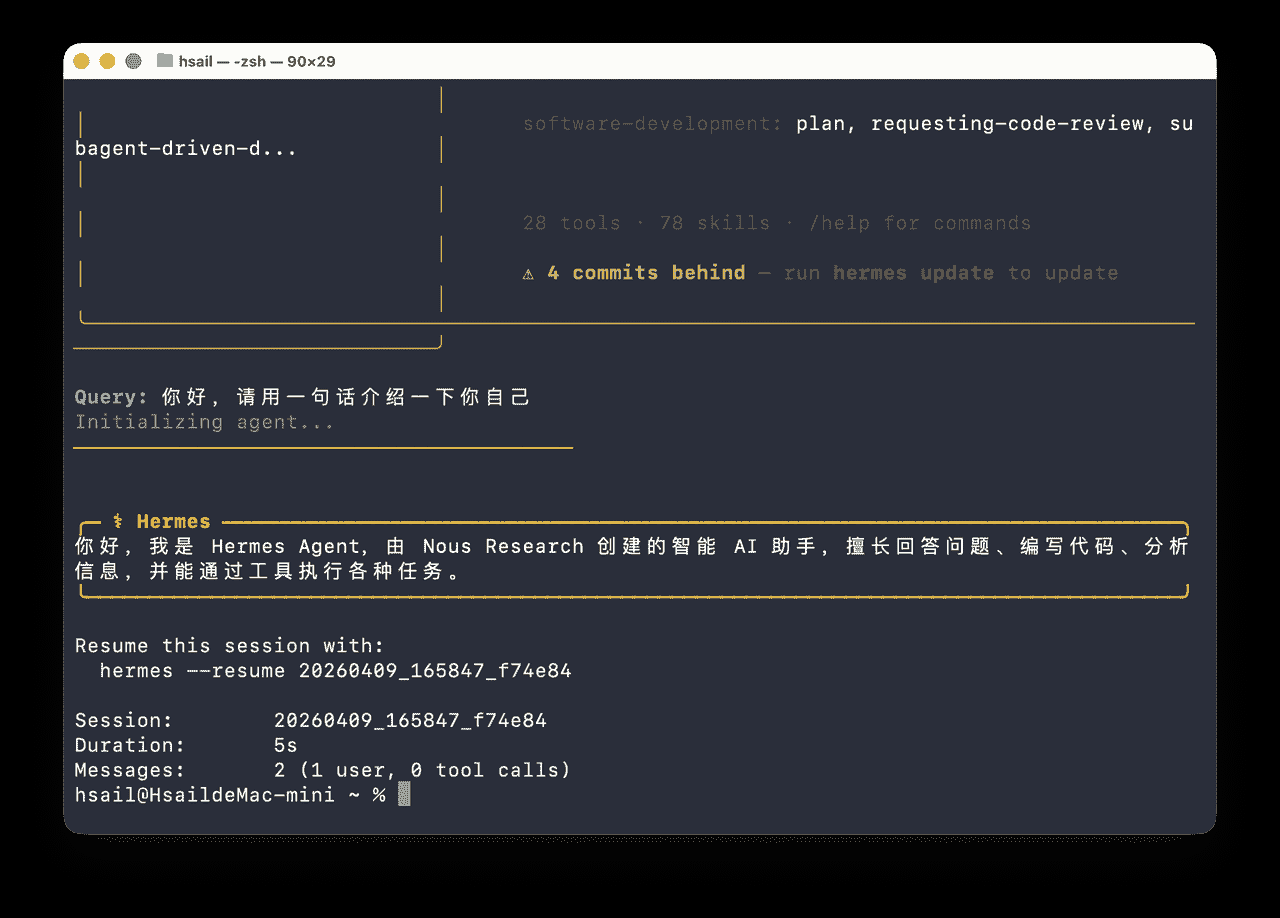 hsail — -zsh — 90×29
software-development: plan, requesting-code-review, su
bagent-driven-d...
28 tools · 78 skills · /help for commands
⚠ 4 commits behind — run hermes update to update
Query: 你好，请用一句话介绍一下你自己
Initializing agent...
⚕ Hermes
你好，我是 Hermes Agent，由 Nous Research 创建的智能 AI 助手，擅长回答问题、编写代码、分析
信息，并能通过工具执行各种任务。
Resume this session with:
hermes --resume 20260409_165847_f74e84
Session: 20260409_165847_f74e84
Duration: 5s
Messages: 2 (1 user, 0 tool calls)
hsail@HsaildeMac-mini ~ %